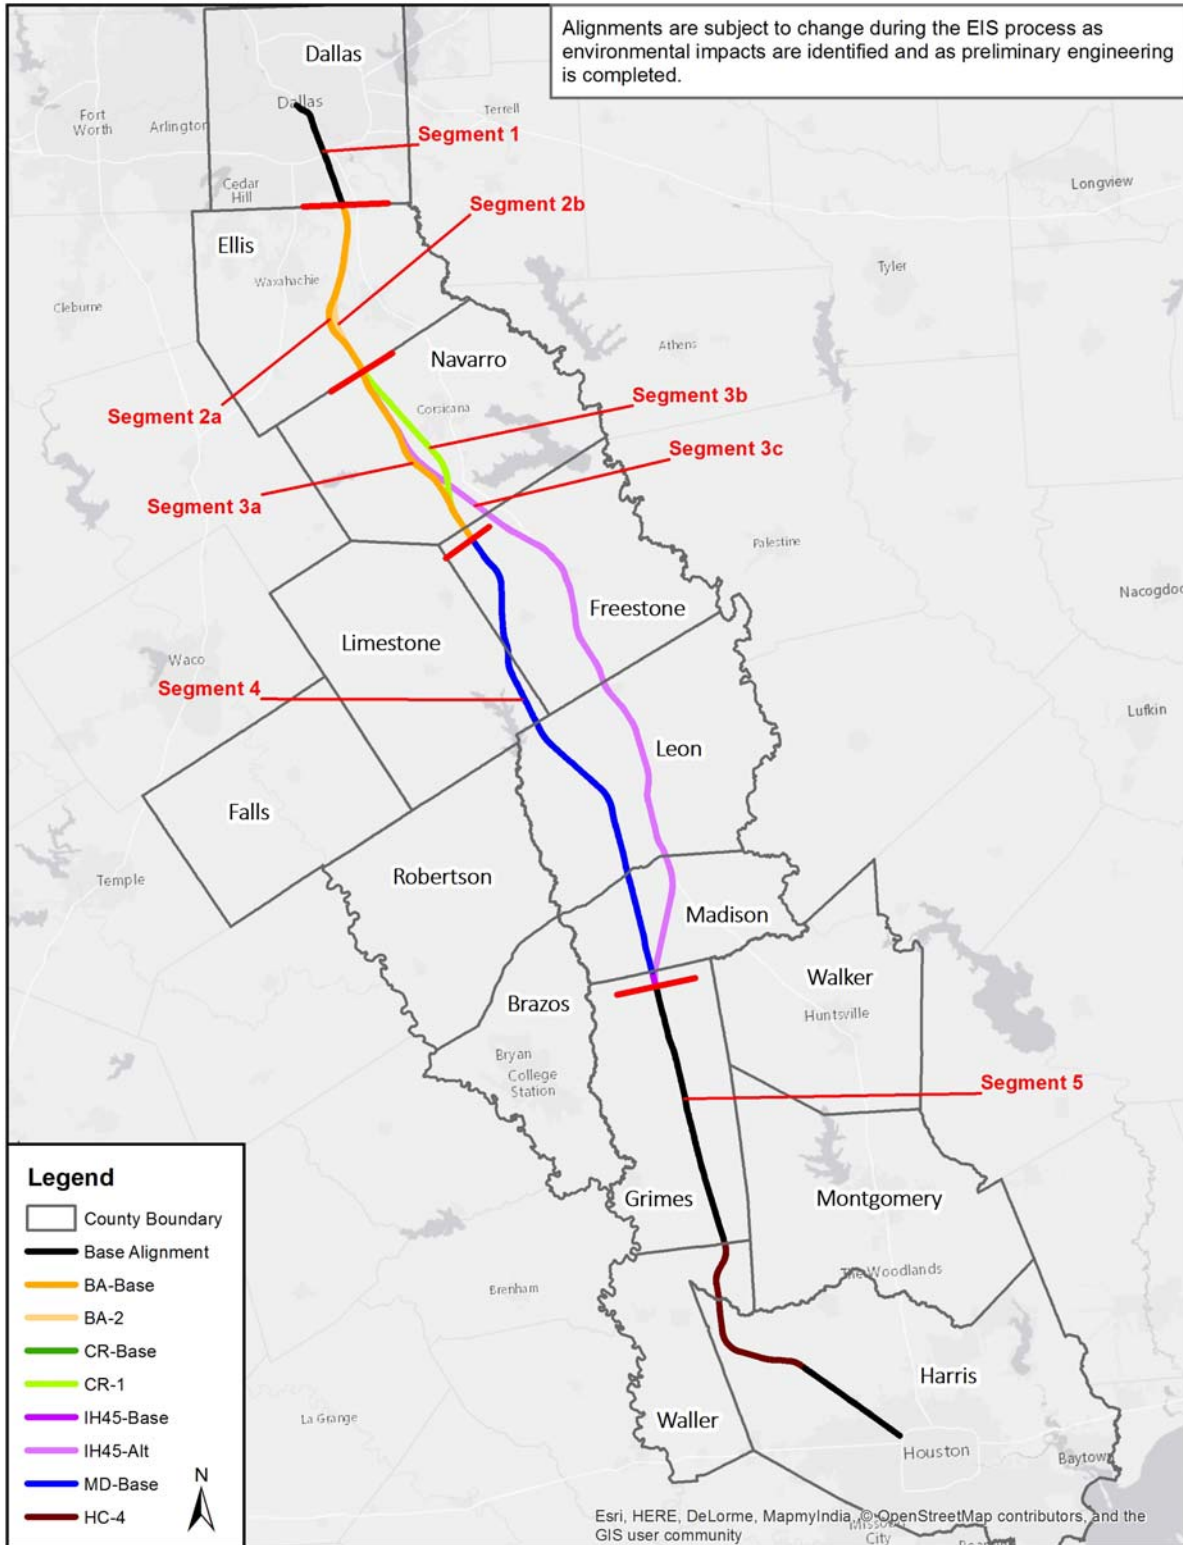 Alignments are subject to change during the EIS process as
environmental impacts are identified and as preliminary engineering
is completed.
Dallas
Dallas
Fort
Worth
Arlington
Terrell
Segment 1
Cedar
Hill
Longview
Segment 2b
Ellis
Waxahachie
Tyler
Cleburne
Navarro
Athens
Segment 2a
Corsicana
Segment 3b
Segment 3c
Segment 3a
Palestine
Nacogdoc
Freestone
Limestone
Waco
Segment 4
Lufkin
Leon
Falls
Temple
Robertson
Madison
Walker
Brazos
Huntsville
Bryan
College
Station
Segment 5
Grimes
Montgomery
The Woodlands
Brenham
Harris
La Grange
Waller
Houston
Baytow
Legend
County Boundary
Base Alignment
BA-Base
BA-2
CR-Base
CR-1
IH45-Base
IH45-Alt
MD-Base
HC-4
N
Esri, HERE, DeLorme, MapmyIndia, © OpenStreetMap contributors, and the
GIS user community
City